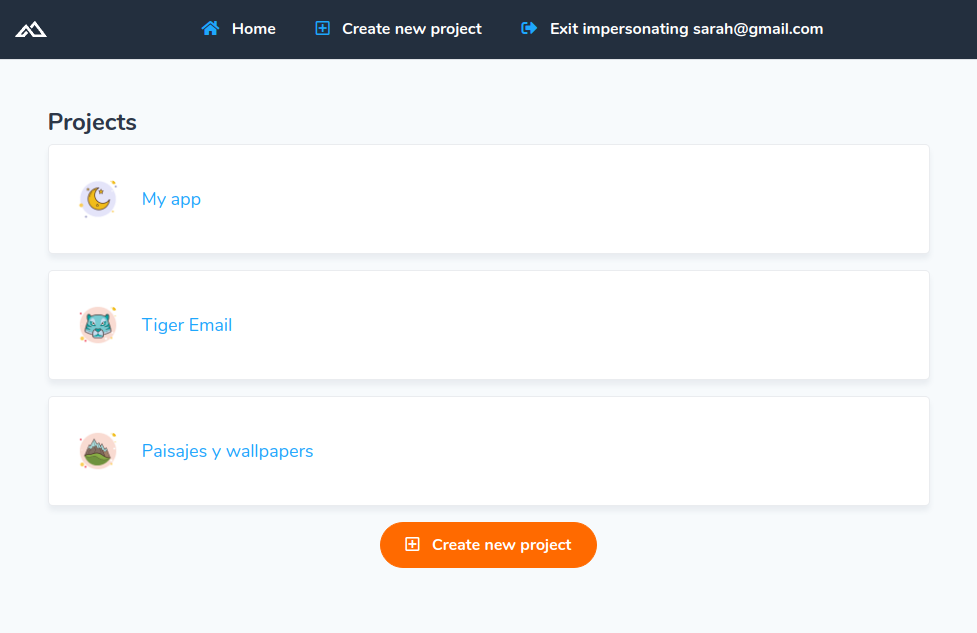 Home
Create new project
Exit impersonating sarah@gmail.com
Projects
My app
Tiger Email
Paisajes y wallpapers
Create new project